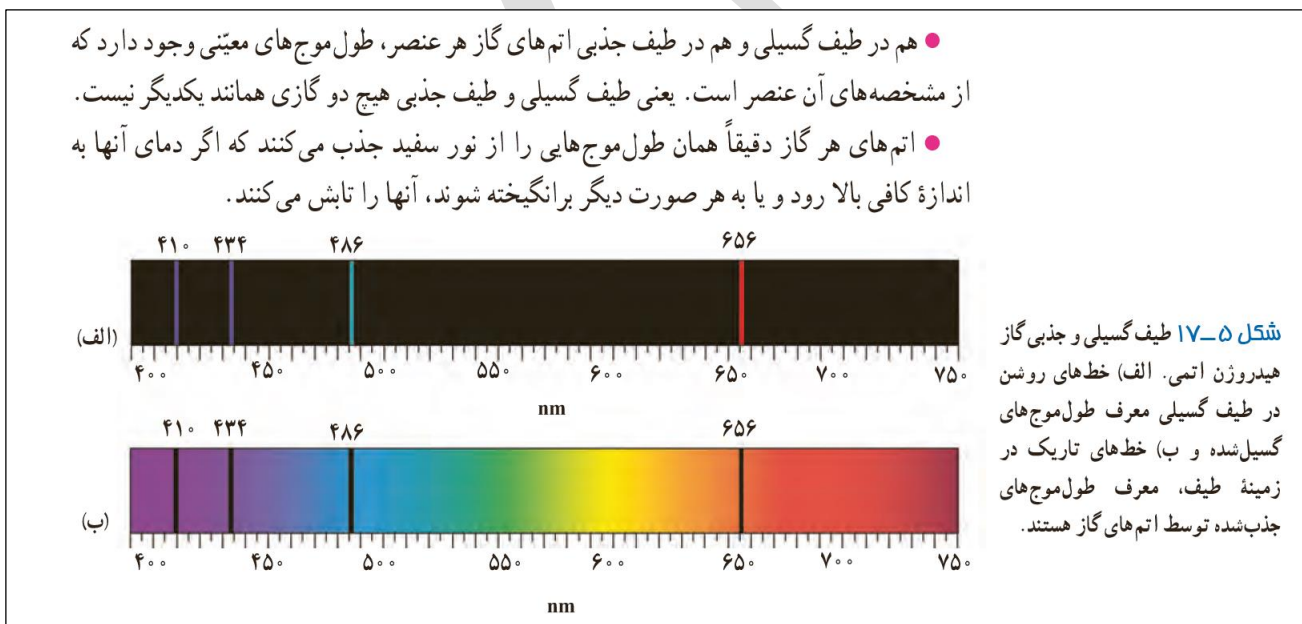 ● هم در طیف گسیلی و هم در طیف جذبی اتم‌های گاز هر عنصر، طول‌موج‌های معیّنی وجود دارد که
از مشخصه‌های آن عنصر است. یعنی طیف گسیلی و طیف جذبی هیچ دو گازی همانند یکدیگر نیست.
● اتم‌های هر گاز دقیقاً همان طول‌موج‌هایی را از نور سفید جذب می‌کنند که اگر دمای آنها به
اندازهٔ کافی بالا رود و یا به هر صورت دیگر برانگیخته شوند، آنها را تابش می‌کنند.
۴۱۰ ۴۳۴ ۴۸۶ ۶۵۶
(الف)
۴۰۰ ۴۵۰ ۵۰۰ ۵۵۰ ۶۰۰ ۶۵۰ ۷۰۰ ۷۵۰
nm
۴۱۰ ۴۳۴ ۴۸۶ ۶۵۶
(ب)
۴۰۰ ۴۵۰ ۵۰۰ ۵۵۰ ۶۰۰ ۶۵۰ ۷۰۰ ۷۵۰
nm
شکل ۵ــ۱۷ طیف گسیلی و جذبی گاز
هیدروژن اتمی. الف) خط‌های روشن
در طیف گسیلی معرف طول‌موج‌های
گسیل‌شده و ب) خط‌های تاریک در
زمینهٔ طیف، معرف طول‌موج‌های
جذب‌شده توسط اتم‌های گاز هستند.